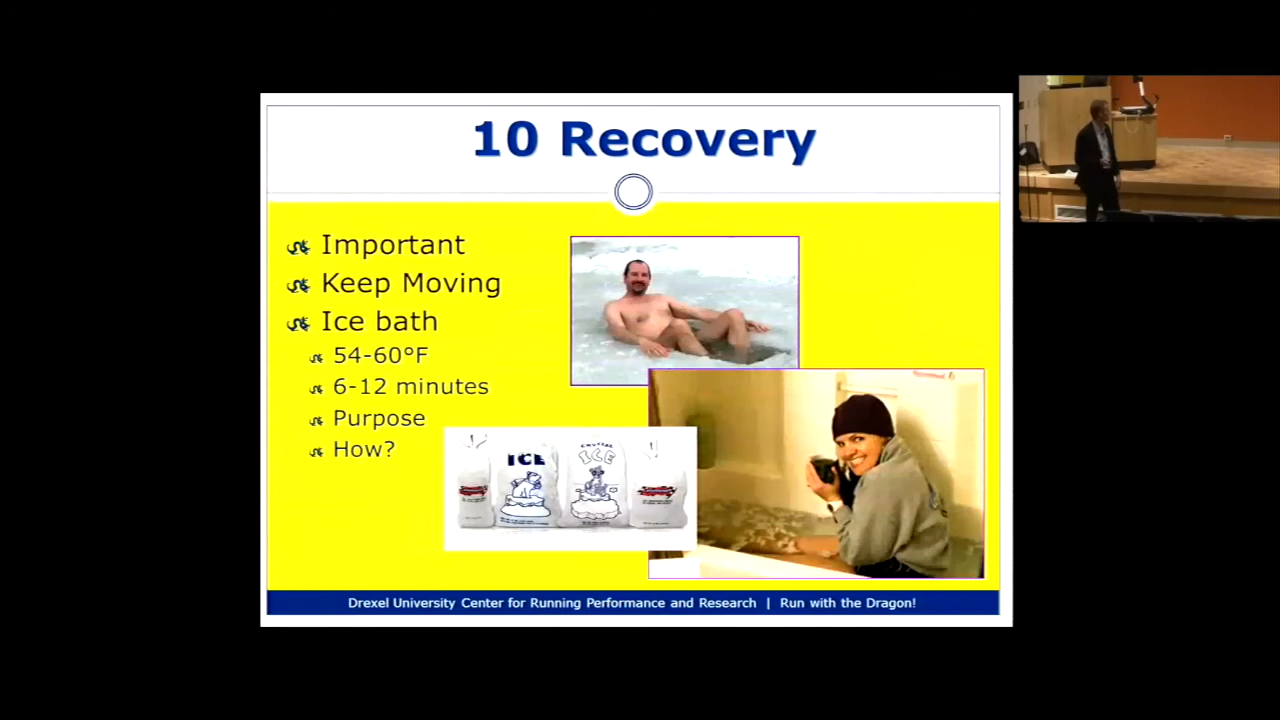 10 Recovery
Important
Keep Moving
Ice bath
54-60°F
6-12 minutes
Purpose
How?
ICE
CRYSTAL
ICE
Drexel University Center for Running Performance and Research | Run with the Dragon!